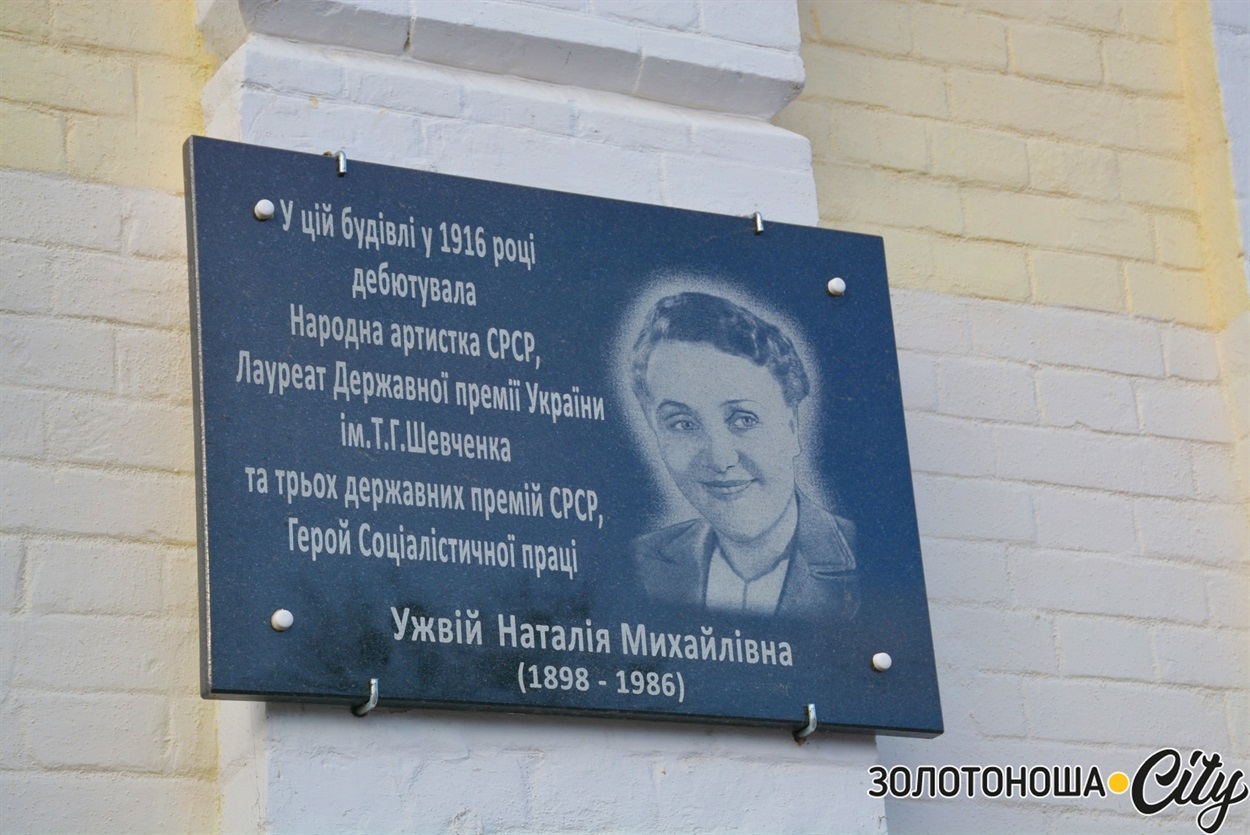 У цій будівлі у 1916 році
дебютувала
Народна артистка СРСР,
Лауреат Державної премії України
ім.Т.Г.Шевченка
та трьох державних премій СРСР,
Герой Соціалістичної праці
Ужвій Наталія Михайлівна
(1898 - 1986)
ЗОЛОТОНОША City